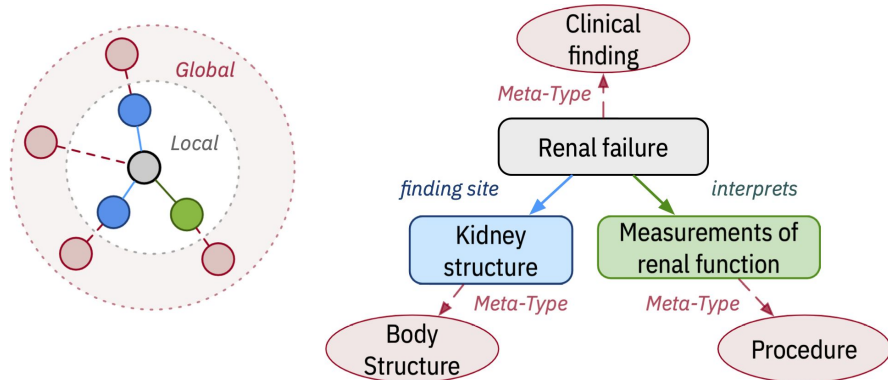 Global
Local
Clinical
finding
Meta-Type
Renal failure
finding site
interprets
Kidney
structure
Measurements of
renal function
Meta-Type
Meta-Type
Body
Structure
Procedure